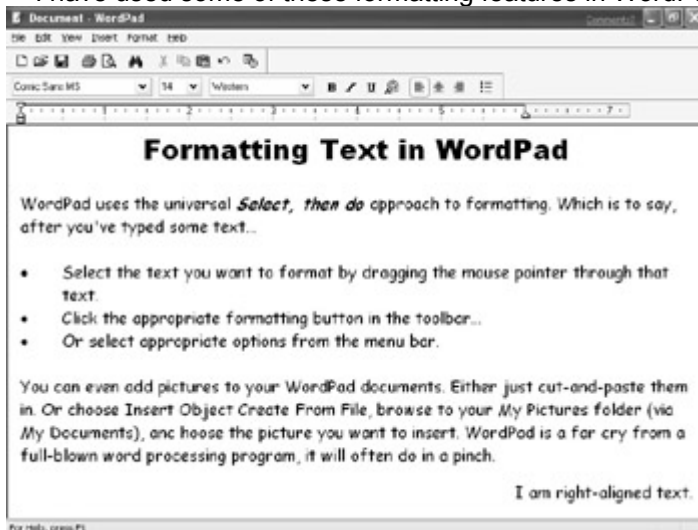 I have used some of these formatting features in Word
Document - WordPad
File Edit View Insert Format Help
Comic Sans MS 14 Western B / U
1 2 3 4 5 7
Formatting Text in WordPad
WordPad uses the universal Select, then do approach to formatting. Which is to say,
after you've typed some text...
• Select the text you want to format by dragging the mouse pointer through that
text.
• Click the appropriate formatting button in the toolbar...
• Or select appropriate options from the menu bar.
You can even add pictures to your WordPad documents. Either just cut-and-paste them
in. Or choose Insert Object Create From File, browse to your My Pictures folder (via
My Documents), anc hoose the picture you want to insert. WordPad is a far cry from a
full-blown word processing program, it will often do in a pinch.
I am right-aligned text.
For Help, press F1